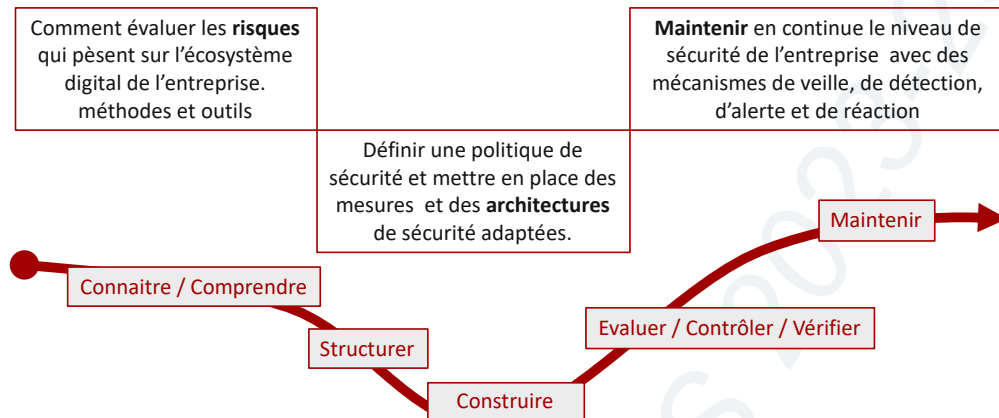 Comment évaluer les risques
qui pèsent sur l'écosystème
digital de l'entreprise.
méthodes et outils
Définir une politique de
sécurité et mettre en place des
mesures et des architectures
de sécurité adaptées.
Maintenir en continue le niveau de
sécurité de l'entreprise avec des
mécanismes de veille, de détection,
d'alerte et de réaction
Connaitre / Comprendre
Structurer
Construire
Evaluer / Contrôler / Vérifier
Maintenir